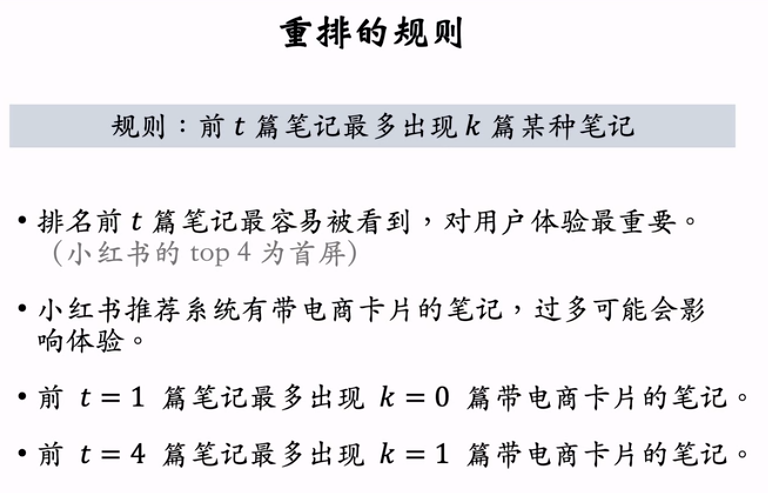 重排的规则
规则：前 t 篇笔记最多出现 k 篇某种笔记
• 排名前 t 篇笔记最容易被看到，对用户体验最重要。
（小红书的 top 4 为首屏）
• 小红书推荐系统有带电商卡片的笔记，过多可能会影
响体验。
• 前 t = 1 篇笔记最多出现 k = 0 篇带电商卡片的笔记。
• 前 t = 4 篇笔记最多出现 k = 1 篇带电商卡片的笔记。